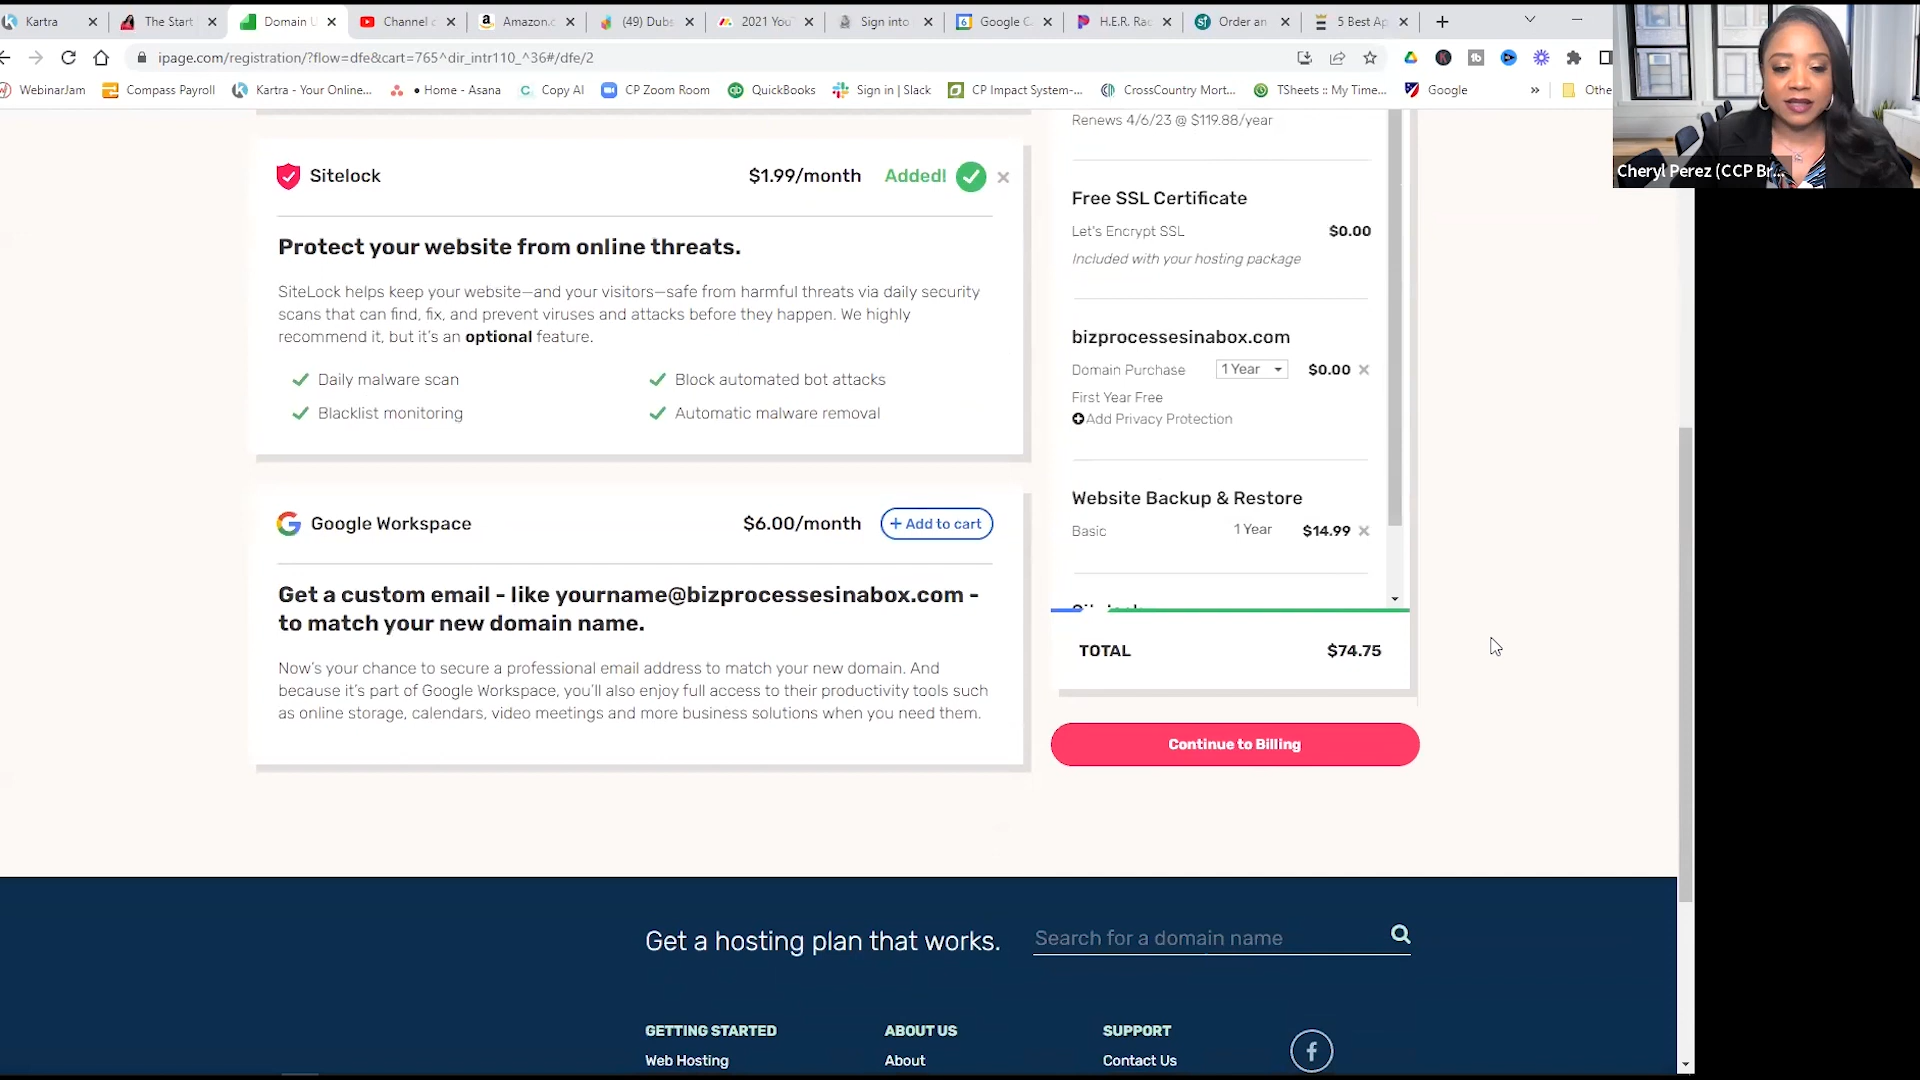 Kartra
The Start
Domain
Channel
Amazon.c
(49) Dubs
2021 You
Sign into
Google C
H.E.R. Ra
Order an
5 Best Ap
ipage.com/registration/?flow=dfe&cart=765^dir_intr110_^36#/dfe/2
WebinarJam
Compass Payroll
Kartra - Your Online...
• Home - Asana
Copy AI
CP Zoom Room
QuickBooks
Sign in | Slack
CP Impact System-...
CrossCountry Mort...
TSheets :: My Time...
Google
»
Othe
Cheryl Perez (CCP Br...
Sitelock
$1.99/month
Added!
Protect your website from online threats.
SiteLock helps keep your website—and your visitors—safe from harmful threats via daily security
scans that can find, fix, and prevent viruses and attacks before they happen. We highly
recommend it, but it's an optional feature.
Daily malware scan
Block automated bot attacks
Blacklist monitoring
Automatic malware removal
Google Workspace
$6.00/month
+ Add to cart
Get a custom email - like yourname@bizprocessesinabox.com -
to match your new domain name.
Now's your chance to secure a professional email address to match your new domain. And
because it's part of Google Workspace, you'll also enjoy full access to their productivity tools such
as online storage, calendars, video meetings and more business solutions when you need them.
Renews 4/6/23 @ $119.88/year
Free SSL Certificate
Let's Encrypt SSL $0.00
Included with your hosting package
bizprocessesinabox.com
Domain Purchase 1 Year $0.00
First Year Free
Add Privacy Protection
Website Backup & Restore
Basic 1 Year $14.99
TOTAL $74.75
Continue to Billing
Get a hosting plan that works.
Search for a domain name
GETTING STARTED
Web Hosting
ABOUT US
About
SUPPORT
Contact Us